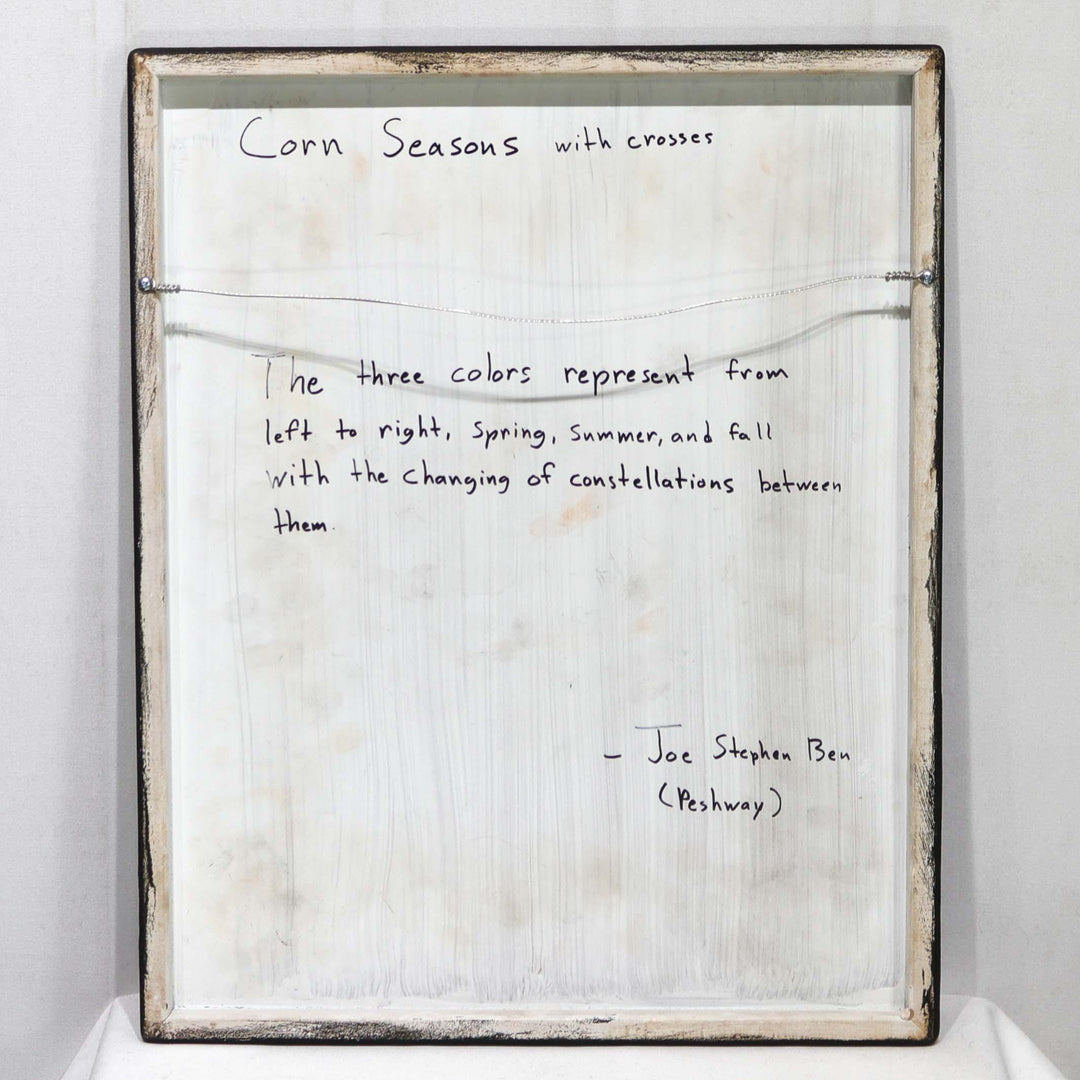 Corn Seasons with crosses
The three colors represent from
left to right, Spring, Summer, and fall
with the changing of constellations between
them.
- Joe Stephen Ben
(Peshway)